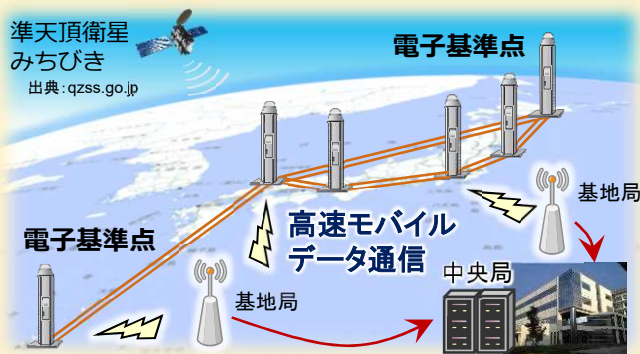 準天頂衛星
みちびき
出典:qzss.go.jp
電子基準点
電子基準点
高速モバイル
データ通信
基地局
基地局
中央局